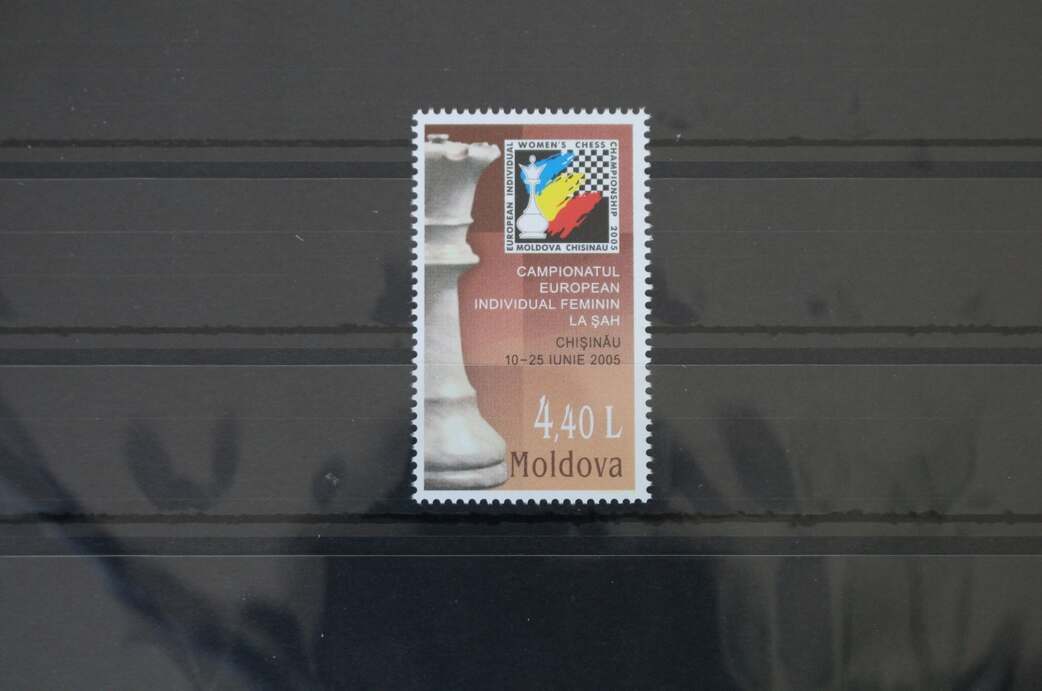 EUROPEAN INDIVIDUAL
WOMEN'S CHESS
CHAMPIONSHIP 2005
MOLDOVA CHISINAU
CAMPIONATUL
EUROPEAN
INDIVIDUAL FEMININ
LA ŞAH
CHIŞINĂU
10–25 IUNIE 2005
4,40 L
Moldova